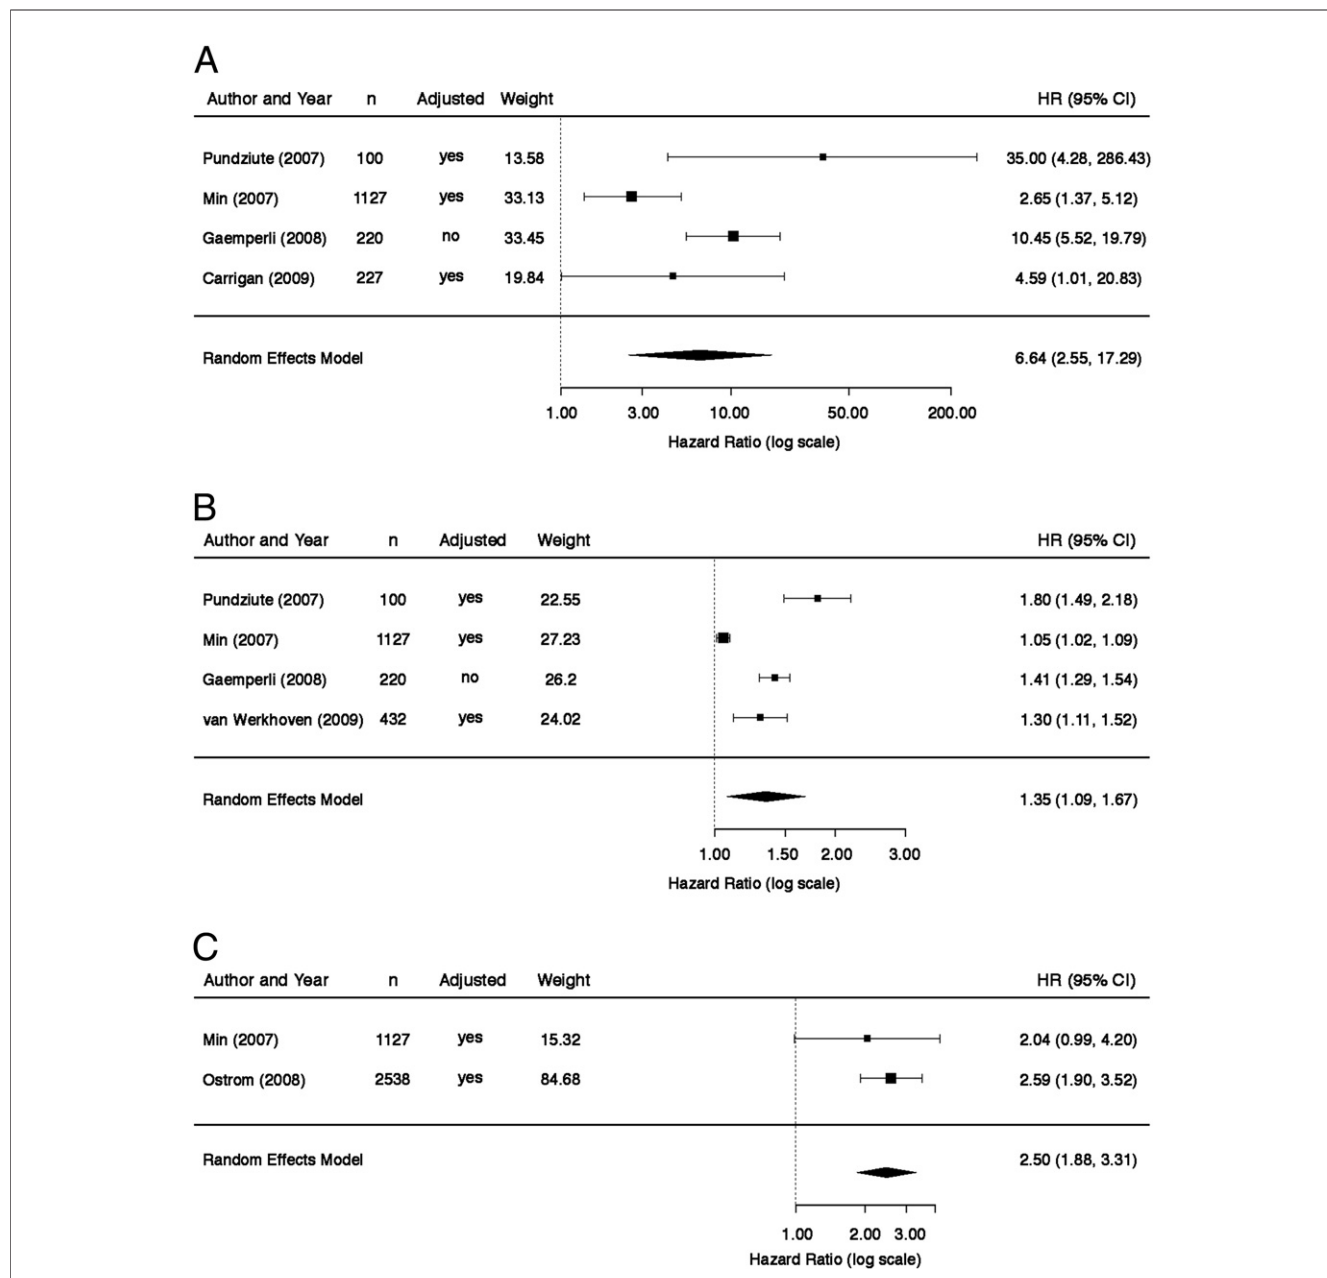 A
Author and Year n Adjusted Weight HR (95% CI)
Pundziute (2007) 100 yes 13.58 35.00 (4.28, 286.43)
Min (2007) 1127 yes 33.13 2.65 (1.37, 5.12)
Gaemperli (2008) 220 no 33.45 10.45 (5.52, 19.79)
Carrigan (2009) 227 yes 19.84 4.59 (1.01, 20.83)
Random Effects Model 6.64 (2.55, 17.29)
1.00 3.00 10.00 50.00 200.00
Hazard Ratio (log scale)
B
Author and Year n Adjusted Weight HR (95% CI)
Pundziute (2007) 100 yes 22.55 1.80 (1.49, 2.18)
Min (2007) 1127 yes 27.23 1.05 (1.02, 1.09)
Gaemperli (2008) 220 no 26.2 1.41 (1.29, 1.54)
van Werkhoven (2009) 432 yes 24.02 1.30 (1.11, 1.52)
Random Effects Model 1.35 (1.09, 1.67)
1.00 1.50 2.00 3.00
Hazard Ratio (log scale)
C
Author and Year n Adjusted Weight HR (95% CI)
Min (2007) 1127 yes 15.32 2.04 (0.99, 4.20)
Ostrom (2008) 2538 yes 84.68 2.59 (1.90, 3.52)
Random Effects Model 2.50 (1.88, 3.31)
1.00 2.00 3.00
Hazard Ratio (log scale)